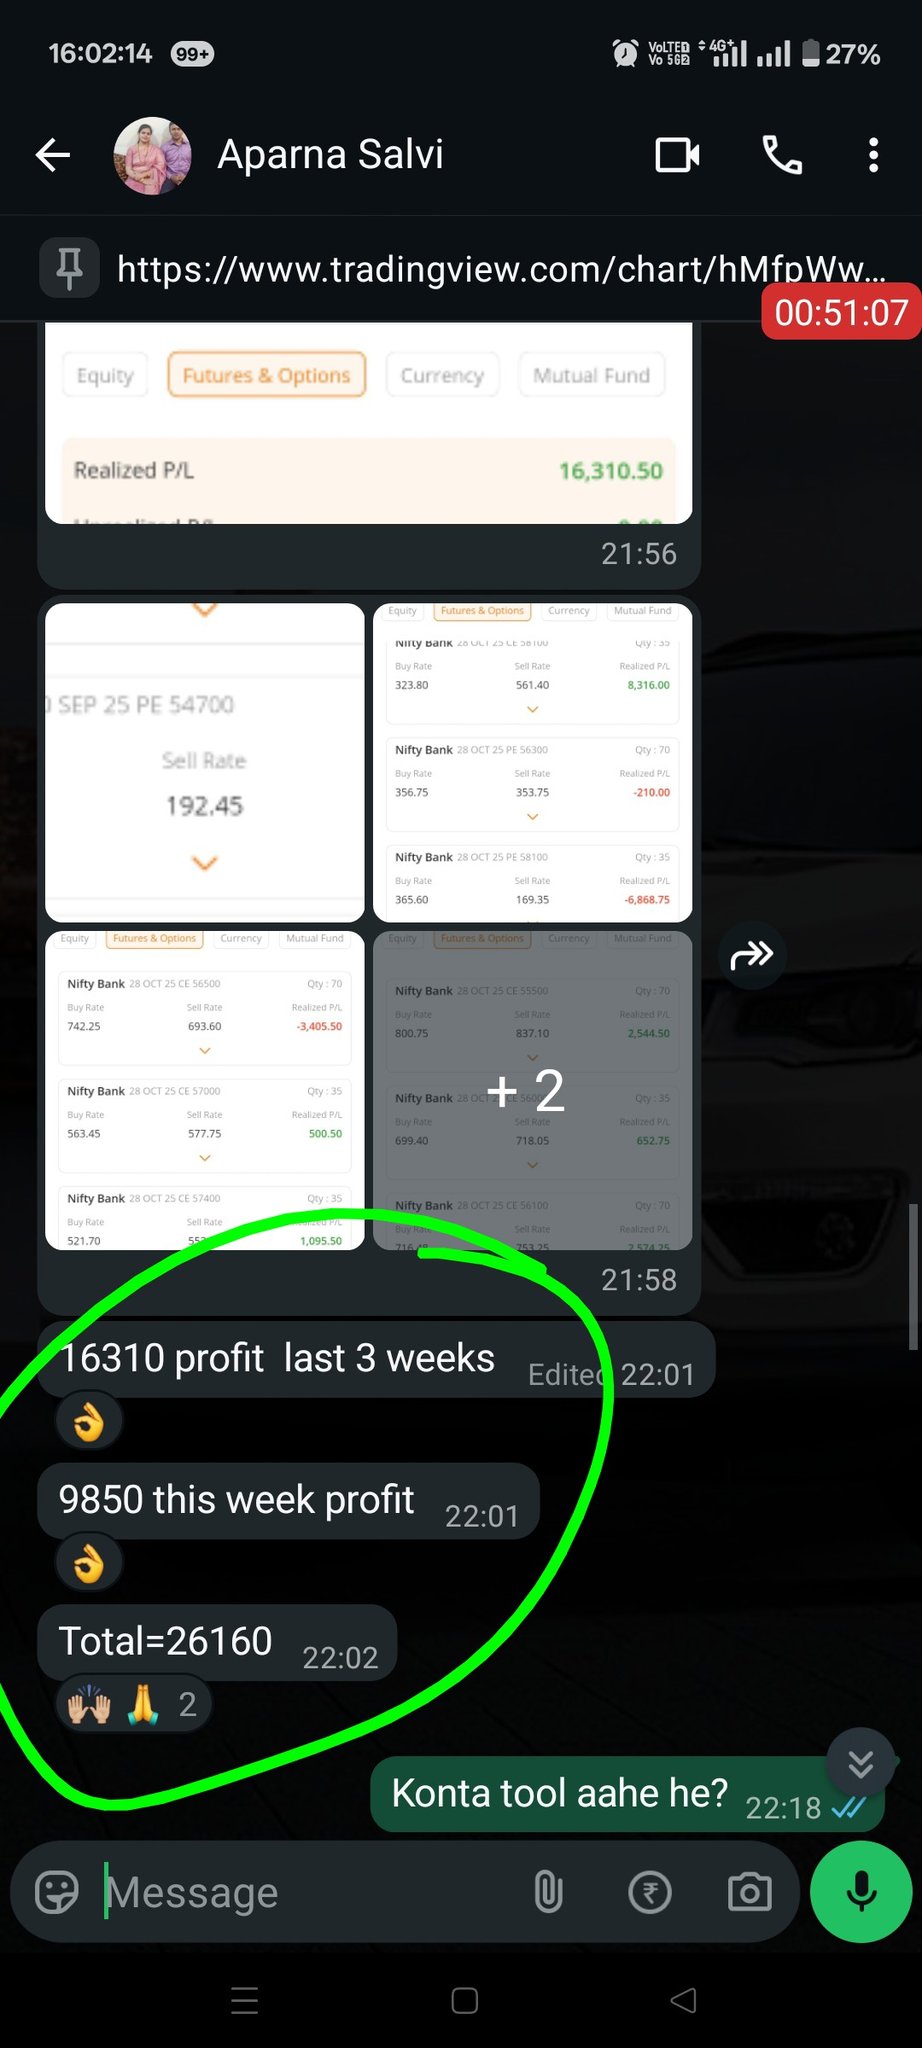 16:02:14 99+ VoLTE1 Vo 5G2 4G+ 27%
Aparna Salvi
https://www.tradingview.com/chart/hMfpWw...
00:51:07
Equity Futures & Options Currency Mutual Fund
Realized P/L 16,310.50
21:56
SEP 25 PE 54700
Sell Rate
192.45
Equity Futures & Options Currency Mutual Fund
Nifty Bank 28 OCT 25 CE 58100 Qty : 35
Buy Rate Sell Rate Realized P/L
323.80 561.40 8,316.00
Nifty Bank 28 OCT 25 PE 56300 Qty : 70
Buy Rate Sell Rate Realized P/L
356.75 353.75 -210.00
Nifty Bank 28 OCT 25 PE 58100 Qty : 35
Buy Rate Sell Rate Realized P/L
365.60 169.35 -6,868.75
Equity Futures & Options Currency Mutual Fund
Nifty Bank 28 OCT 25 CE 56500 Qty : 70
Buy Rate Sell Rate Realized P/L
742.25 693.60 -3,405.50
Nifty Bank 28 OCT 25 CE 57000 Qty : 35
Buy Rate Sell Rate Realized P/L
563.45 577.75 500.50
Nifty Bank 28 OCT 25 CE 57400 Qty : 35
Buy Rate Sell Rate P/L
521.70 1,095.50
Equity Futures & Options Currency Mutual Fund
Nifty Bank 28 OCT 25 CE 55500 Qty : 70
Buy Rate Sell Rate Realized P/L
800.75 837.10 2,544.50
+ 2
Nifty Bank 28 OCT 25 CE Qty : 35
Buy Rate Sell Rate Realized P/L
699.40 718.05 652.75
Nifty Bank 28 OCT 25 CE 56100 Qty : 70
Buy Rate Sell Rate Realized P/L
753.25 2,574.25
21:58
16310 profit last 3 weeks Edited 22:01
9850 this week profit 22:01
Total=26160 22:02
2
Konta tool aahe he? 22:18
Message